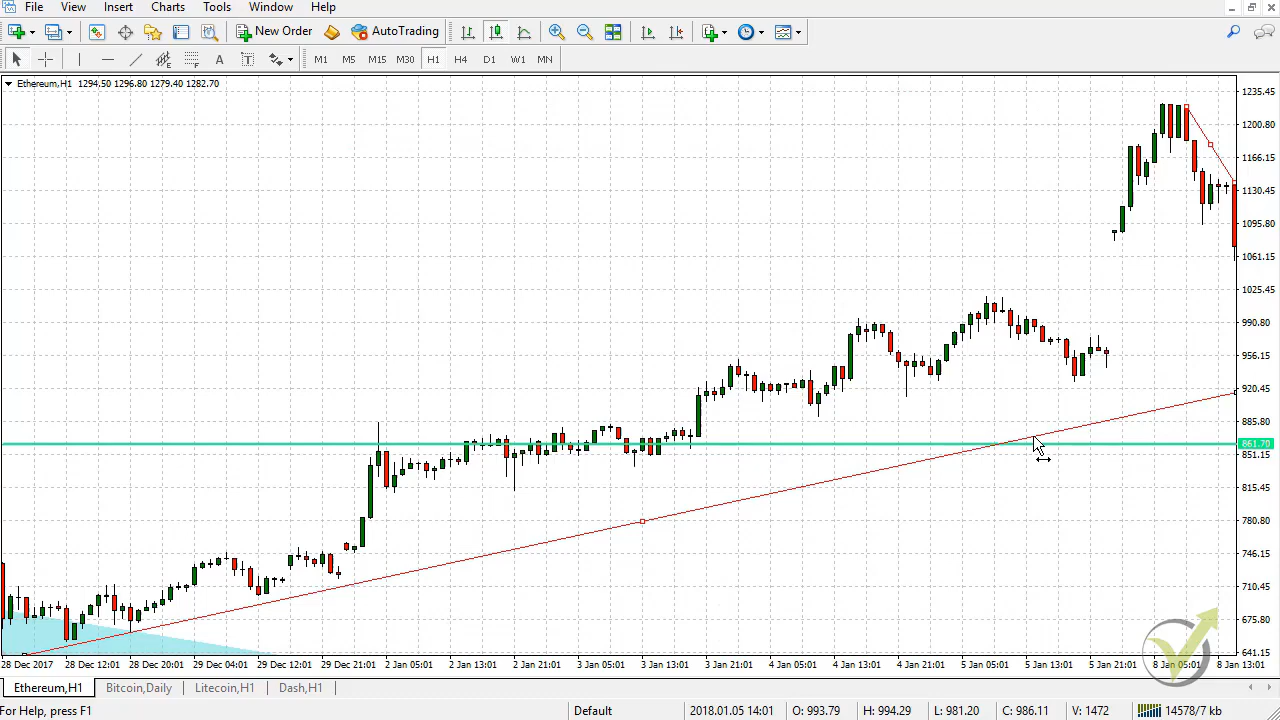 File View Insert Charts Tools Window Help
New Order AutoTrading
A T M1 M5 M15 M30 H1 H4 D1 W1 MN
Ethereum,H1 1294.50 1296.80 1279.40 1282.70
1235.45
1200.80
1166.15
1130.45
1095.80
1061.15
1025.45
990.80
956.15
920.45
885.80
861.70
851.15
815.45
780.80
746.15
710.45
675.80
641.15
28 Dec 2017 28 Dec 12:01 28 Dec 20:01 29 Dec 04:01 29 Dec 12:01 29 Dec 21:01 2 Jan 05:01 2 Jan 13:01 2 Jan 21:01 3 Jan 05:01 3 Jan 13:01 3 Jan 21:01 4 Jan 05:01 4 Jan 13:01 4 Jan 21:01 5 Jan 05:01 5 Jan 13:01 5 Jan 21:01 8 Jan 05:01 8 Jan 13:01
Ethereum,H1 Bitcoin,Daily Litecoin,H1 Dash,H1
For Help, press F1 Default 2018.01.05 14:01 O: 993.79 H: 994.29 L: 981.20 C: 986.11 V: 1472 14578/7 kb